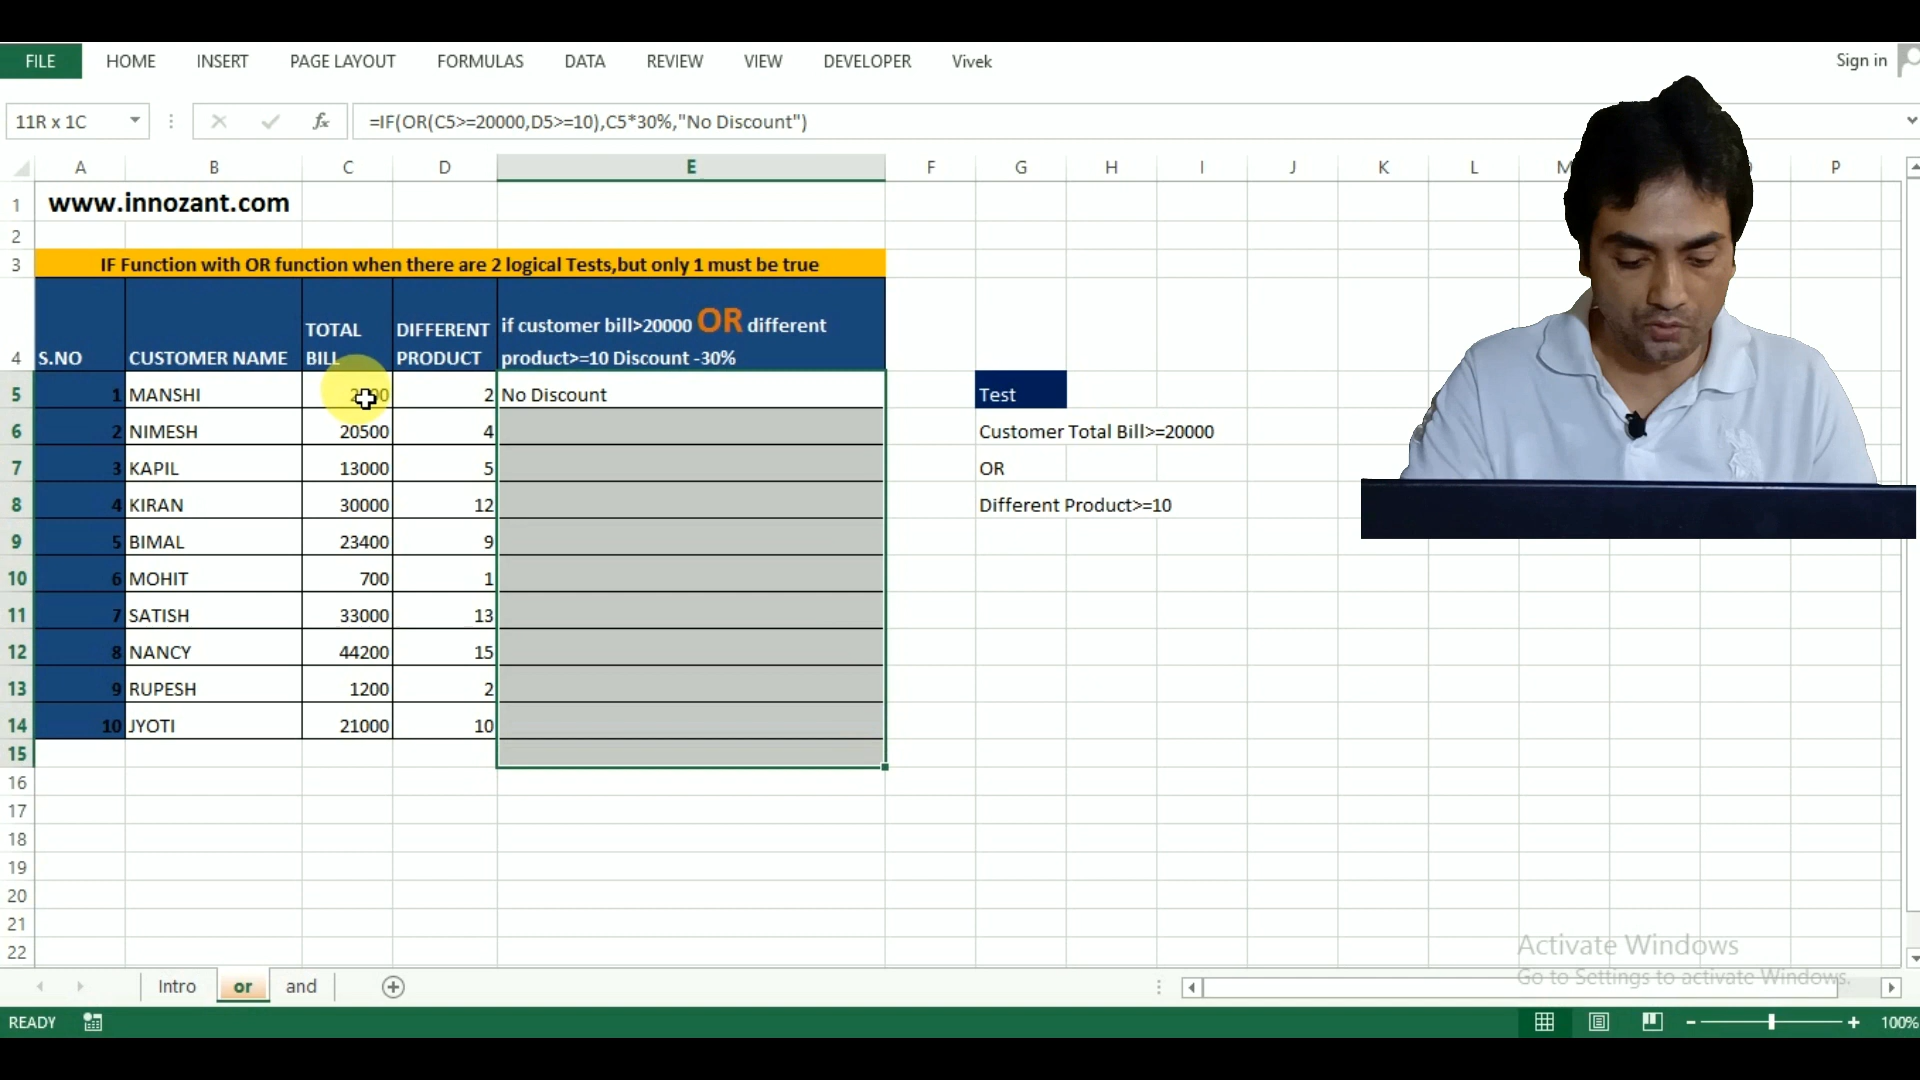 FILE HOME INSERT PAGE LAYOUT FORMULAS DATA REVIEW VIEW DEVELOPER Vivek Sign in
11R x 1C fx =IF(OR(C5>=20000,D5>=10),C5*30%,"No Discount")
A B C D E F G H I J K L P
1 www.innozant.com
2
3 IF Function with OR function when there are 2 logical Tests,but only 1 must be true
4 S.NO CUSTOMER NAME TOTAL BILL DIFFERENT PRODUCT if customer bill>20000 OR different product>=10 Discount -30%
5 1 MANSHI 2 No Discount Test
6 2 NIMESH 20500 4 Customer Total Bill>=20000
7 3 KAPIL 13000 5 OR
8 4 KIRAN 30000 12 Different Product>=10
9 5 BIMAL 23400 9
10 6 MOHIT 700 1
11 7 SATISH 33000 13
12 8 NANCY 44200 15
13 9 RUPESH 1200 2
14 10 JYOTI 21000 10
15
16
17
18
19
20
21
22
Activate Windows
Go to Settings to activate Windows.
Intro or and
READY 100%